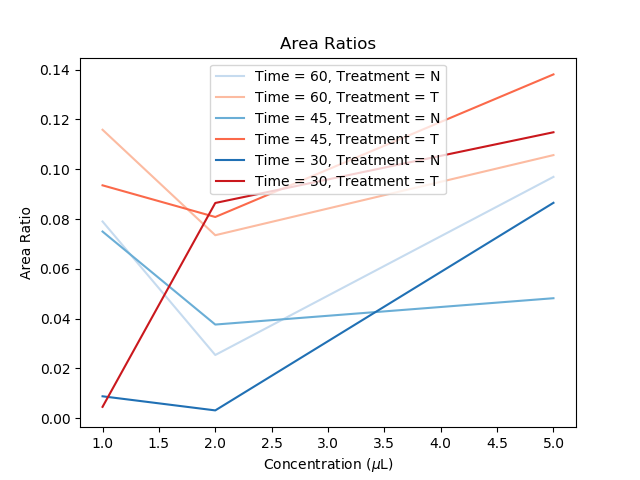 Area Ratios
Time = 60, Treatment = N
Time = 60, Treatment = T
Time = 45, Treatment = N
Time = 45, Treatment = T
Time = 30, Treatment = N
Time = 30, Treatment = T
0.14
0.12
0.10
0.08
0.06
0.04
0.02
0.00
Area Ratio
1.0 1.5 2.0 2.5 3.0 3.5 4.0 4.5 5.0
Concentration (μL)